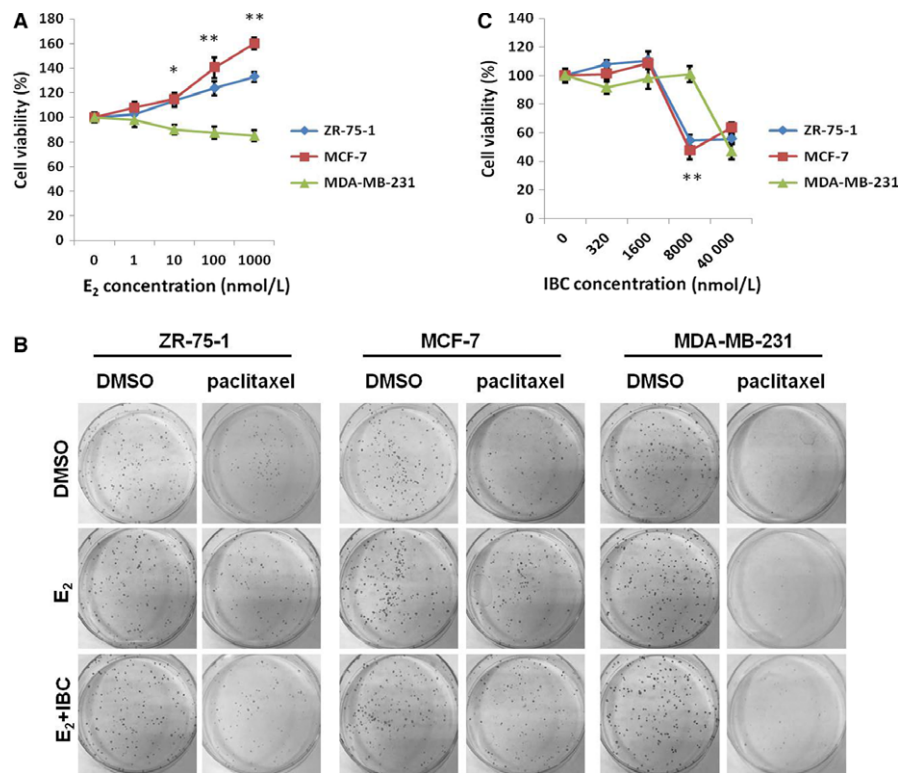 A
180
160
140
120
100
80
60
40
20
0
Cell viability (%)
*
**
**
0 1 10 100 1000
E₂ concentration (nmol/L)
ZR-75-1
MCF-7
MDA-MB-231
C
140
120
100
80
60
40
20
0
Cell viability (%)
**
0 320 1600 8000 40 000
IBC concentration (nmol/L)
ZR-75-1
MCF-7
MDA-MB-231
B
ZR-75-1 MCF-7 MDA-MB-231
DMSO paclitaxel DMSO paclitaxel DMSO paclitaxel
DMSO
E₂
E₂+IBC